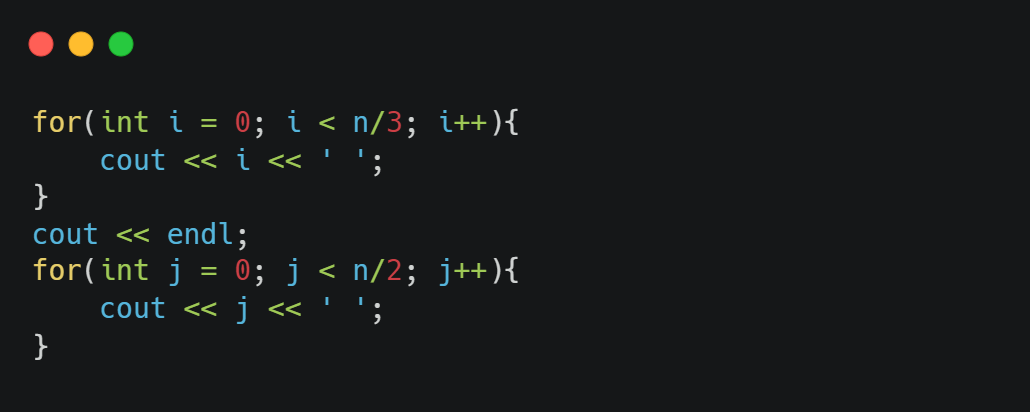 for(int i = 0; i < n/3; i++){
    cout << i << ' ';
}
cout << endl;
for(int j = 0; j < n/2; j++){
    cout << j << ' ';
}